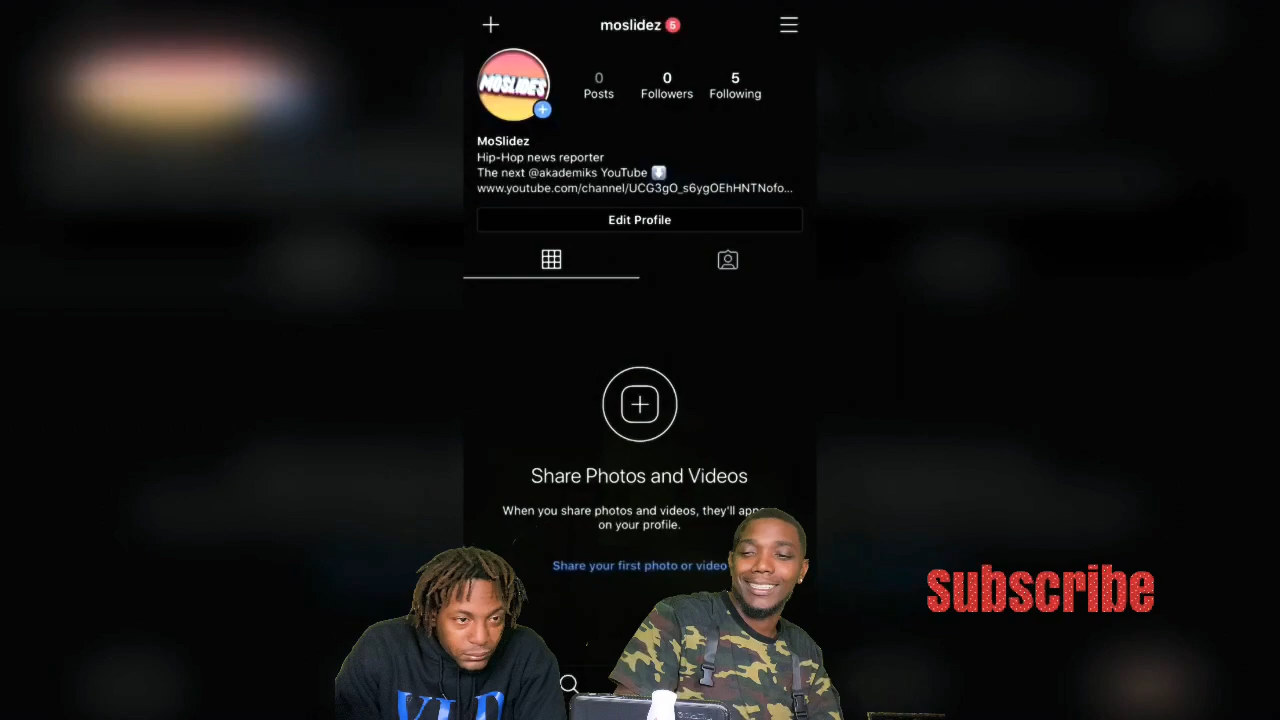 moslidez 5
MOSLIDES
0 0 5
Posts Followers Following
MoSlidez
Hip-Hop news reporter
The next @akademiks YouTube
www.youtube.com/channel/UCG3gO_s6ygOEhHNTNofo...
Edit Profile
Share Photos and Videos
When you share photos and videos, they'll
on your profile.
Share your first photo or video
Subscribe